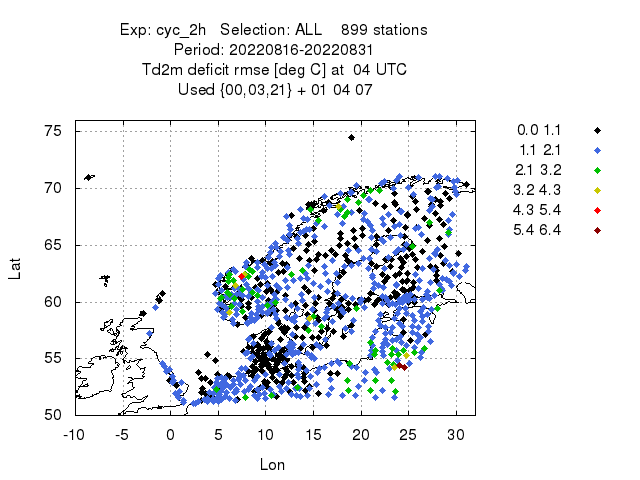 Exp: cyc_2h Selection: ALL 899 stations
Period: 20220816-20220831
Td2m deficit rmse [deg C] at 04 UTC
Used {00,03,21} + 01 04 07
0.0 1.1
1.1 2.1
2.1 3.2
3.2 4.3
4.3 5.4
5.4 6.4
75
70
65
60
55
50
Lat
-10 -5 0 5 10 15 20 25 30
Lon